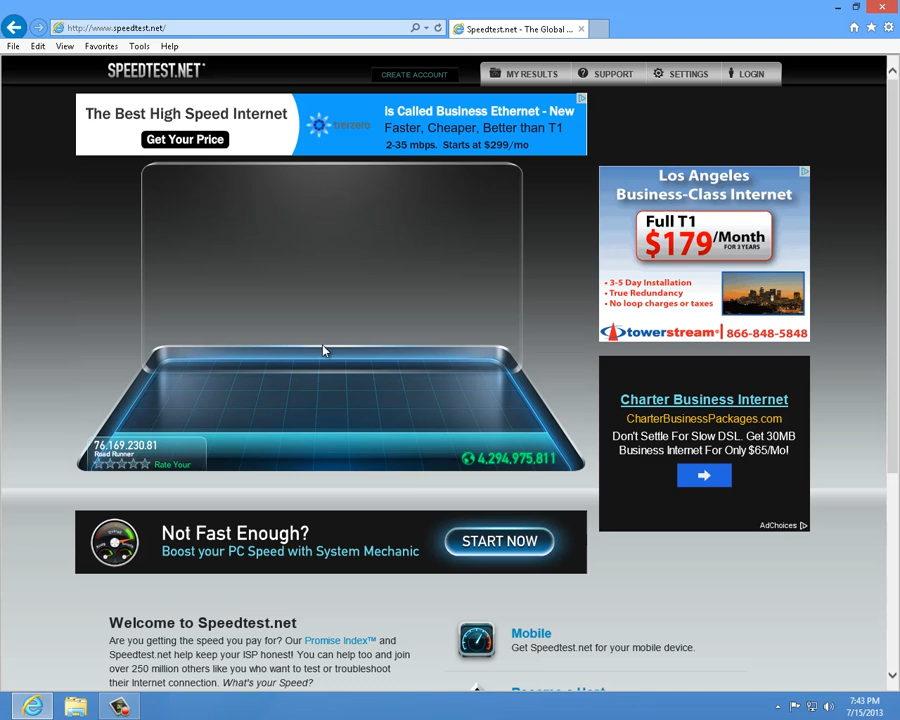 http://www.speedtest.net/
Speedtest.net - The Global ...
File Edit View Favorites Tools Help
SPEEDTEST.NET
CREATE ACCOUNT
MY RESULTS
SUPPORT
SETTINGS
LOGIN
The Best High Speed Internet
Get Your Price
is Called Business Ethernet - New
Faster, Cheaper, Better than T1
2-35 mbps. Starts at $299/mo
Los Angeles
Business-Class Internet
Full T1
$179/Month
FOR 3 YEARS
• 3-5 Day Installation
• True Redundancy
• No loop charges or taxes
towerstream 866-848-5848
Charter Business Internet
CharterBusinessPackages.com
Don't Settle For Slow DSL. Get 30MB
Business Internet For Only $65/Mo!
AdChoices
76.169.230.81
Road Runner
Rate Your
4,294,975,811
Not Fast Enough?
Boost your PC Speed with System Mechanic
START NOW
Welcome to Speedtest.net
Are you getting the speed you pay for? Our Promise Index™ and
Speedtest.net help keep your ISP honest! You can help too and join
over 250 million others like you who want to test or troubleshoot
their Internet connection. What's your Speed?
Mobile
Get Speedtest.net for your mobile device.
Become a Host
7:43 PM
7/15/2013